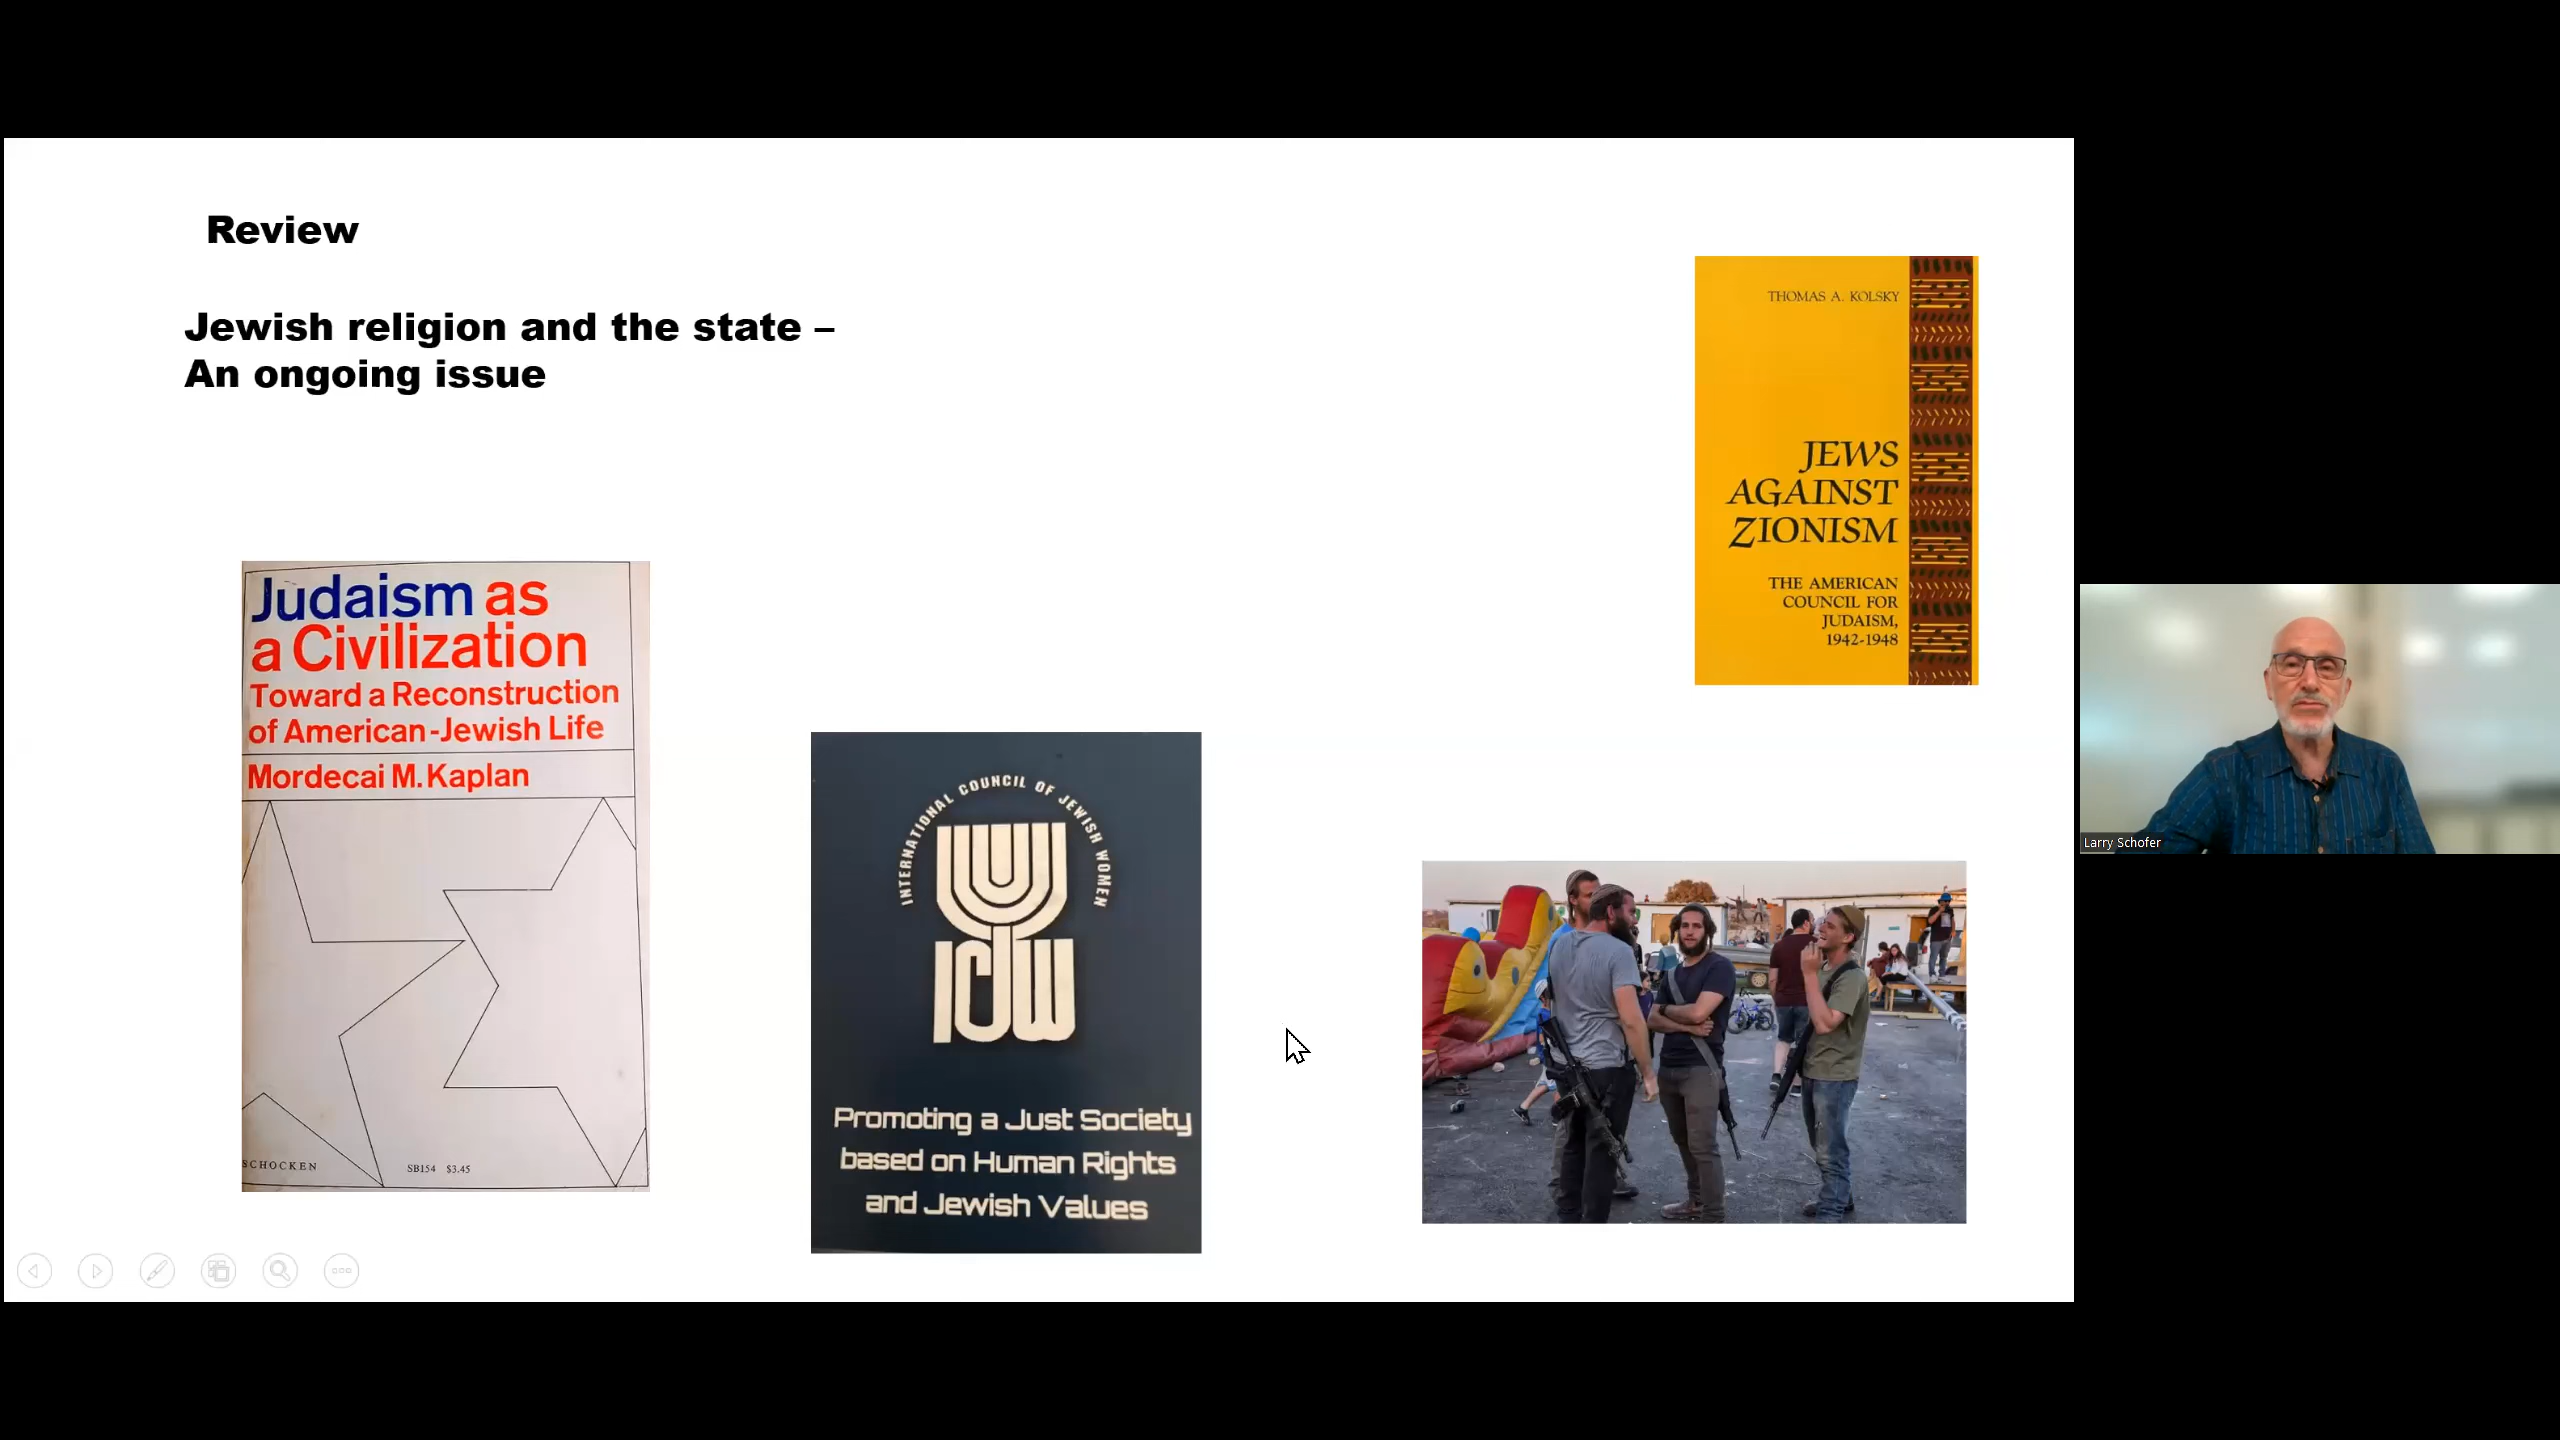 Review
Jewish religion and the state –
An ongoing issue
THOMAS A. KOLSKY
JEWS
AGAINST
ZIONISM
THE AMERICAN
COUNCIL FOR
JUDAISM,
1942-1948
Judaism as
a Civilization
Toward a Reconstruction
of American-Jewish Life
Mordecai M. Kaplan
SCHOCKEN SB154 $3.45
INTERNATIONAL COUNCIL OF JEWISH WOMEN
ICJW
Promoting a Just Society
based on Human Rights
and Jewish Values
Larry Schofer